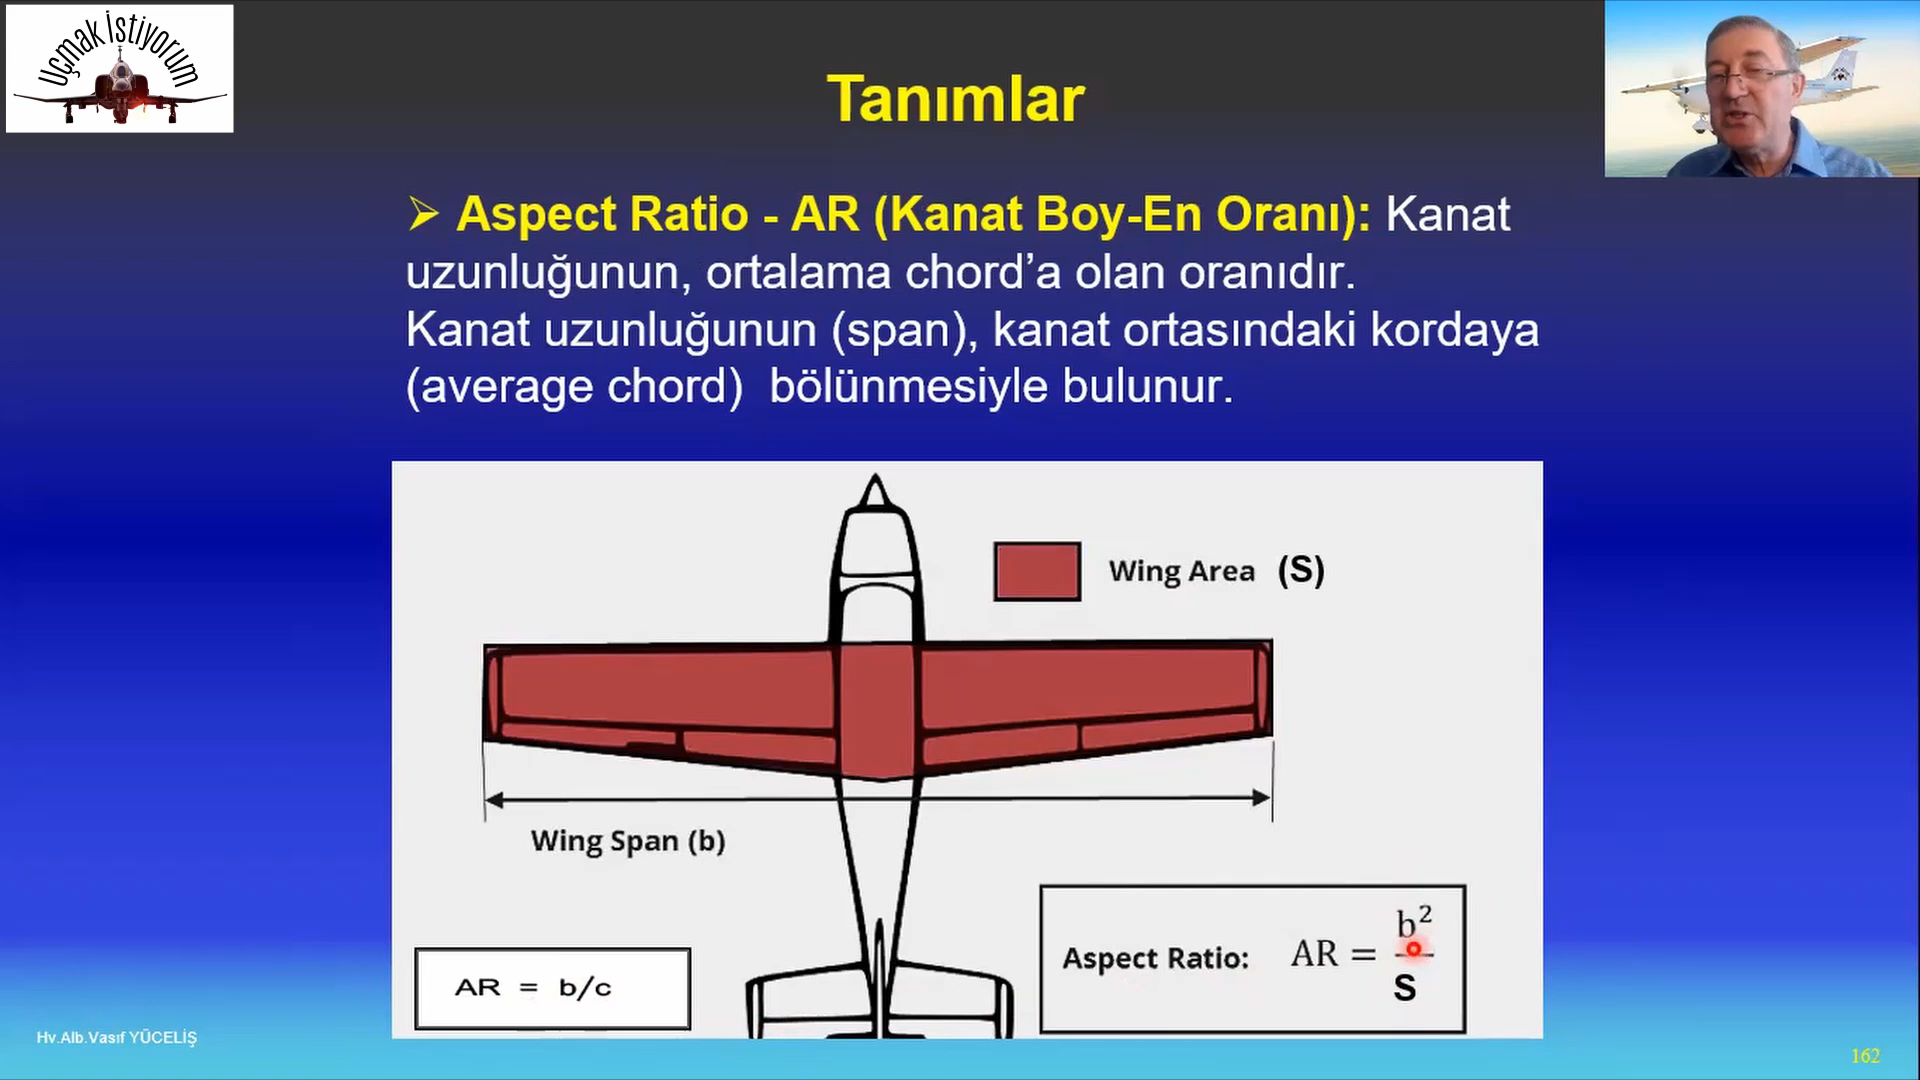 Uçmak İstiyorum
Tanımlar
➢ Aspect Ratio - AR (Kanat Boy-En Oranı): Kanat
uzunluğunun, ortalama chord’a olan oranıdır.
Kanat uzunluğunun (span), kanat ortasındaki kordaya
(average chord) bölünmesiyle bulunur.
Wing Area (S)
Wing Span (b)
AR = b/c
Aspect Ratio: AR = b²
S
Hv.Alb.Vasıf YÜCELİŞ
162